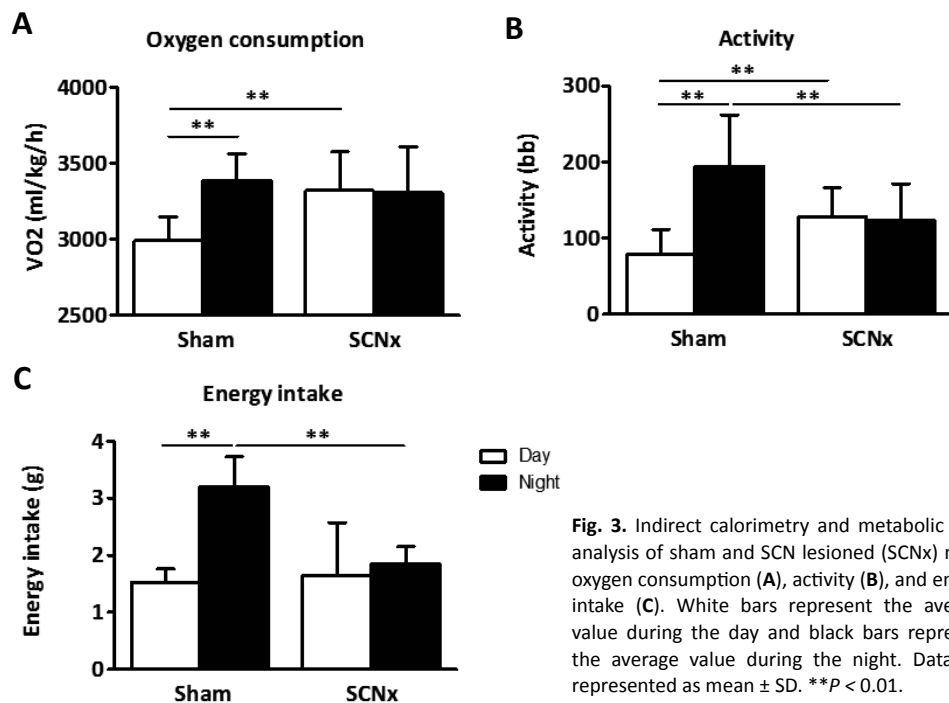 A
Oxygen consumption
VO2 (ml/kg/h)
4000
3500
3000
2500
**
**
Sham
SCNx
B
Activity
Activity (bb)
300
200
100
0
**
**
**
Sham
SCNx
C
Energy intake
Energy intake (g)
4
3
2
1
0
**
**
Sham
SCNx
Day
Night
Fig. 3. Indirect calorimetry and metabolic
analysis of sham and SCN lesioned (SCNx)
oxygen consumption (A), activity (B), and
intake (C). White bars represent the
value during the day and black bars
the average value during the night. Data
represented as mean ± SD. **P < 0.01.